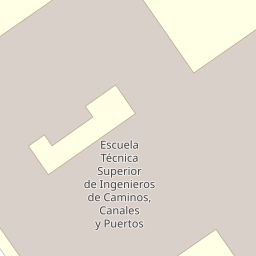 Escuela
Técnica
Superior
de Ingenieros
de Caminos,
Canales
y Puertos